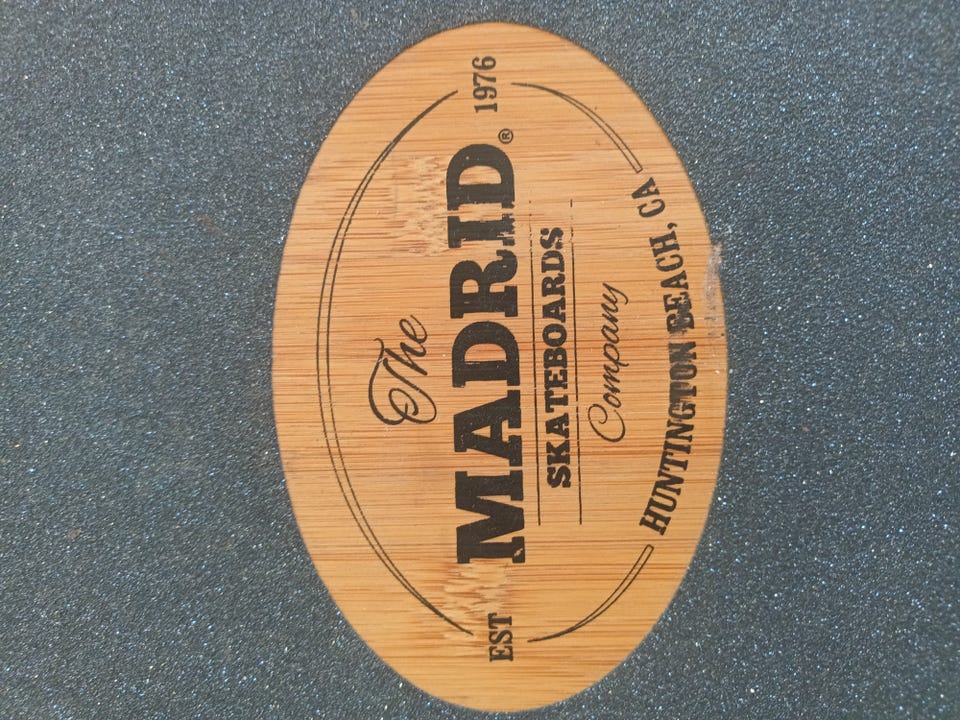 The
EST MADRID® 1976
SKATEBOARDS
Company
HUNTINGTON BEACH, CA